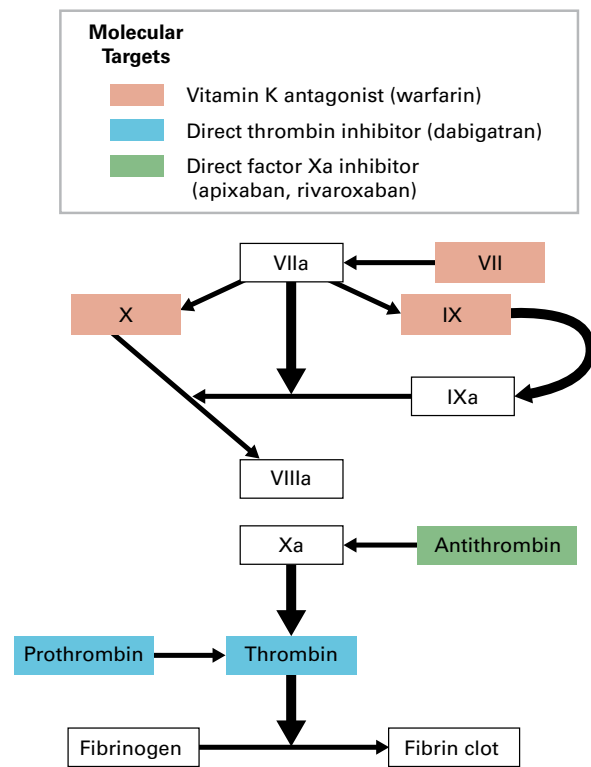 Molecular
Targets
Vitamin K antagonist (warfarin)
Direct thrombin inhibitor (dabigatran)
Direct factor Xa inhibitor
(apixaban, rivaroxaban)
VIIa
VII
X
IX
IXa
VIIIa
Xa
Antithrombin
Prothrombin
Thrombin
Fibrinogen
Fibrin clot